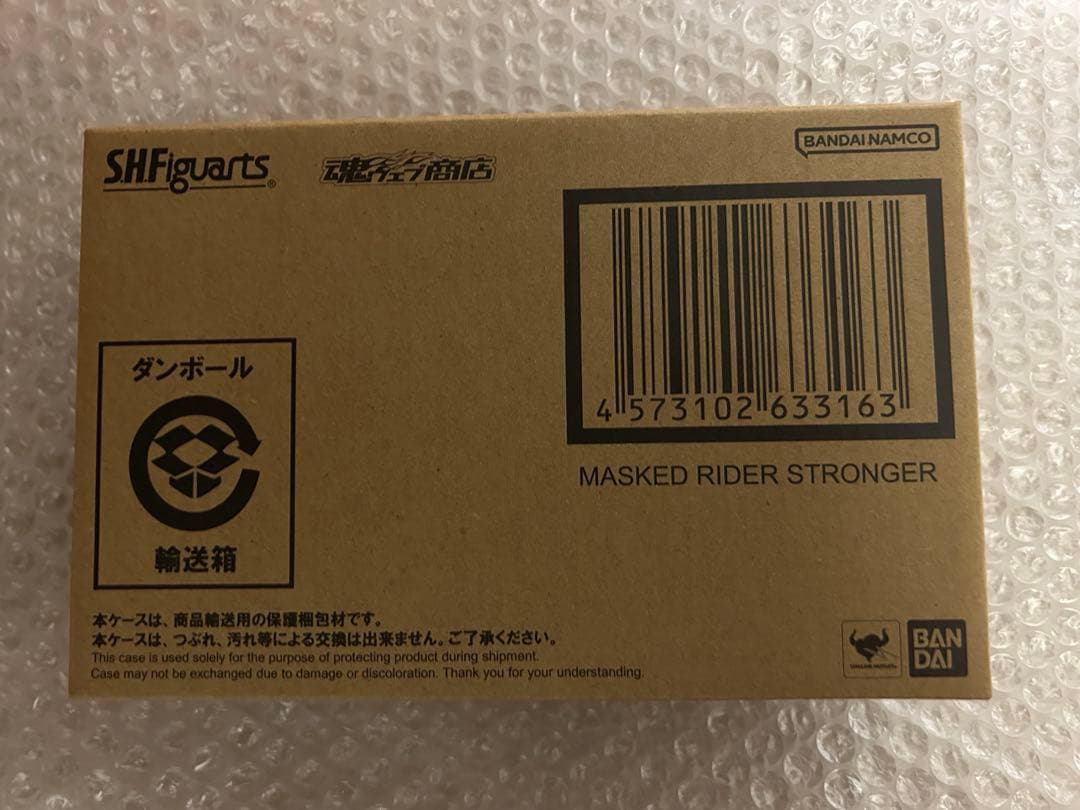 S.H.Figuarts®
魂ウェブ商店
BANDAI NAMCO
4 573102 633163
MASKED RIDER STRONGER
ダンボール
輸送箱
本ケースは、商品輸送用の保護梱包材です。
本ケースは、つぶれ、汚れ等による交換は出来ません。ご了承ください。
This case is used solely for the purpose of protecting product during shipment.
Case may not be exchanged due to damage or discoloration. Thank you for your understanding.
BAN
DAI